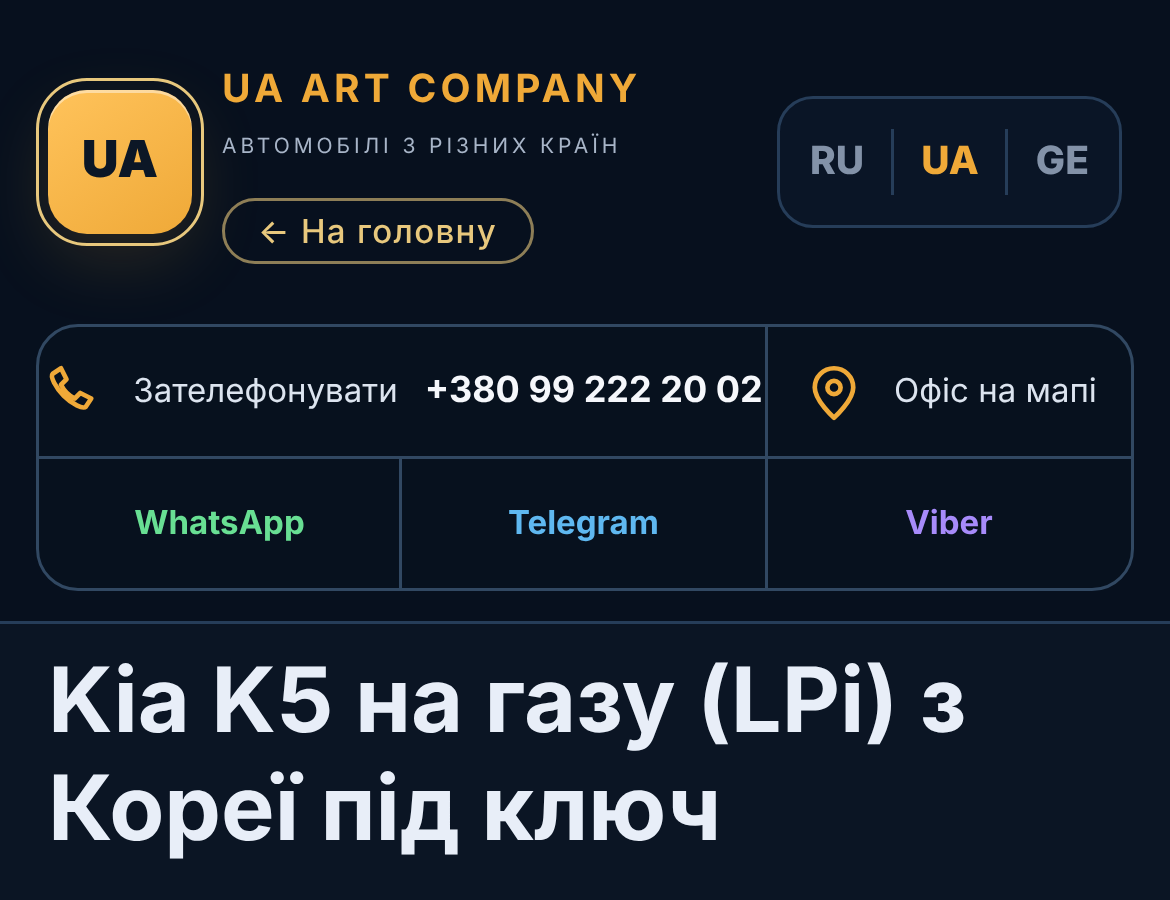 UA
UA ART COMPANY
АВТОМОБІЛІ З РІЗНИХ КРАЇН
← На головну
RU UA GE
Зателефонувати +380 99 222 20 02
Офіс на мапі
WhatsApp
Telegram
Viber
Kia K5 на газу (LPi) з
Кореї під ключ